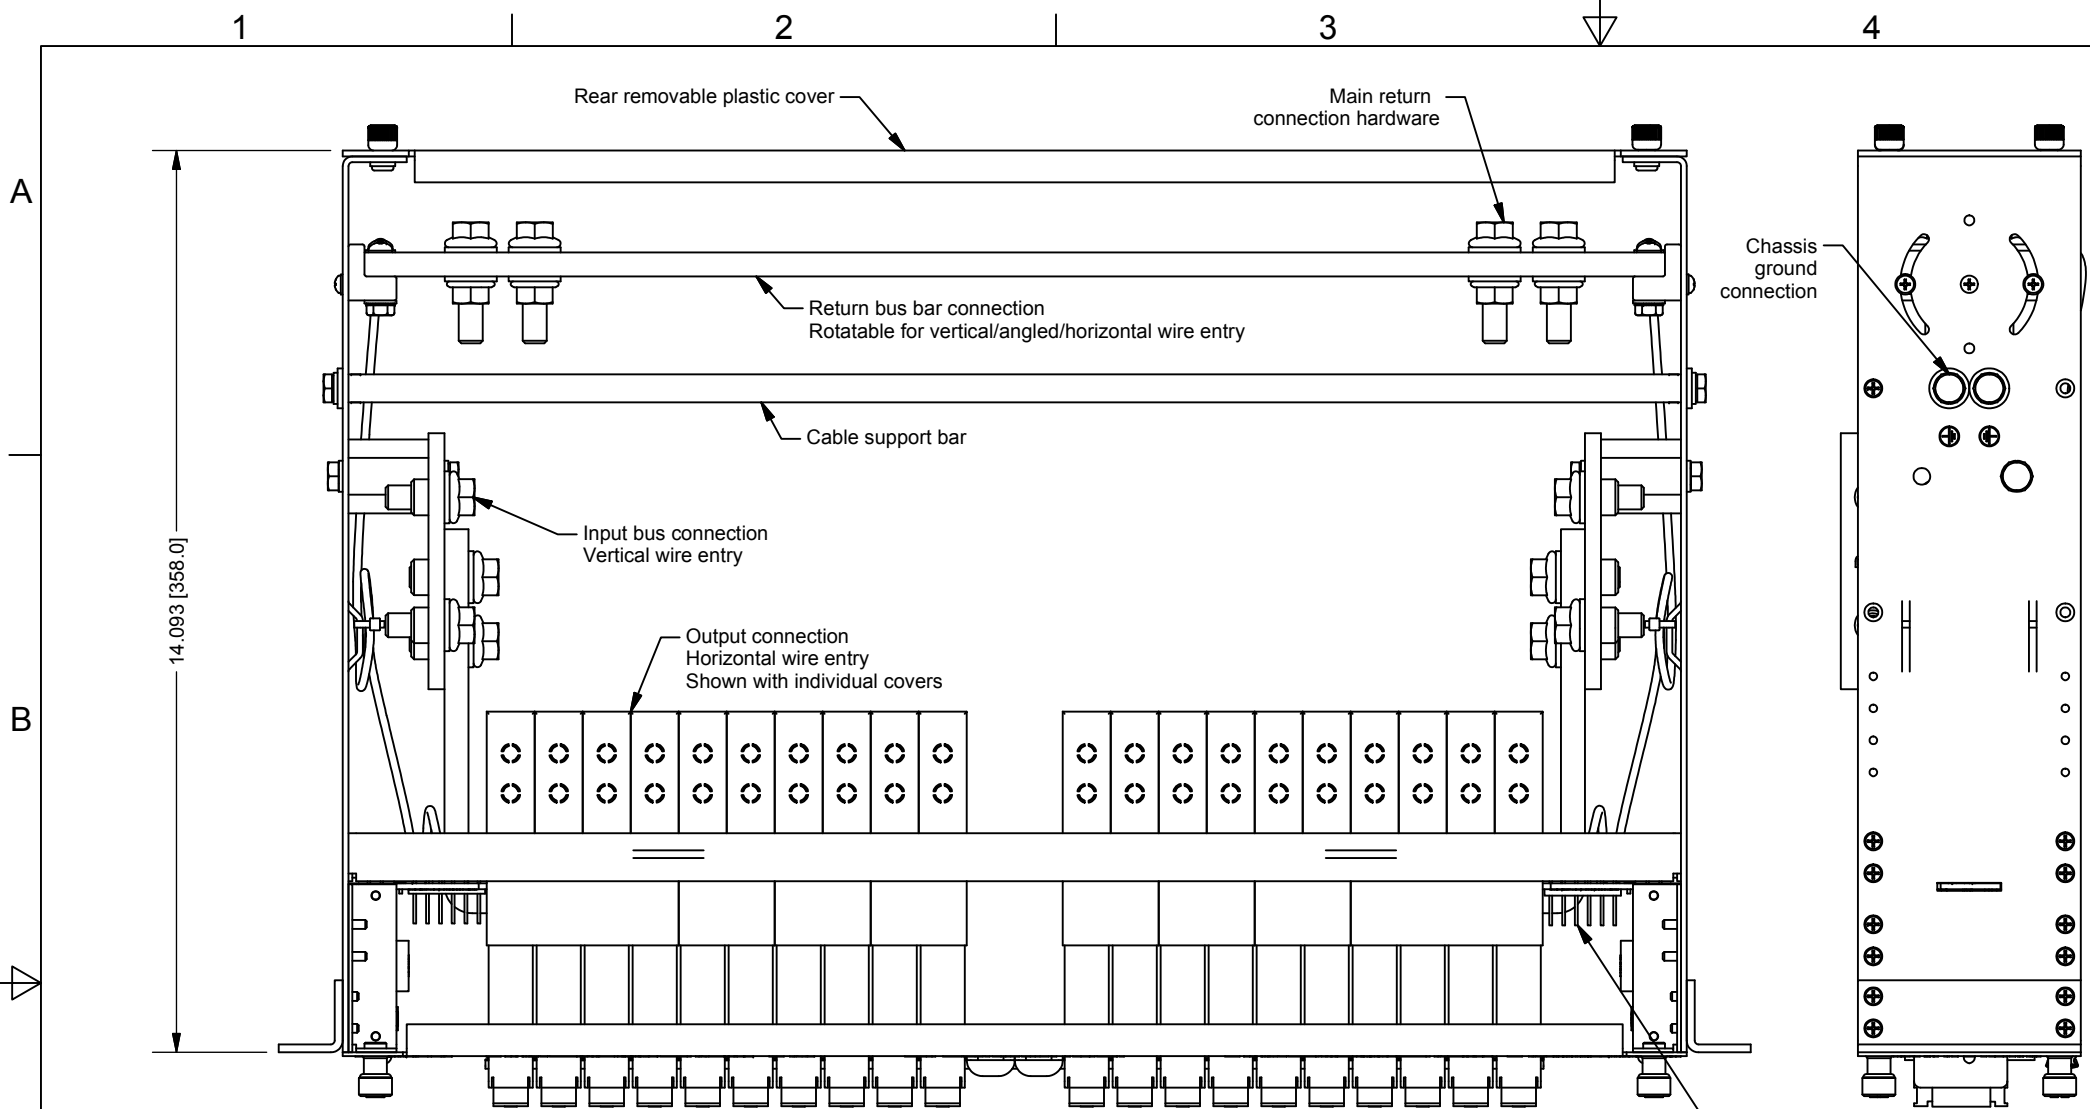 1
2
3
4
A
B
Rear removable plastic cover
Main return
connection hardware
Return bus bar connection
Rotatable for vertical/angled/horizontal wire entry
Chassis
ground
connection
Cable support bar
Input bus connection
Vertical wire entry
14.093 [358.0]
Output connection
Horizontal wire entry
Shown with individual covers